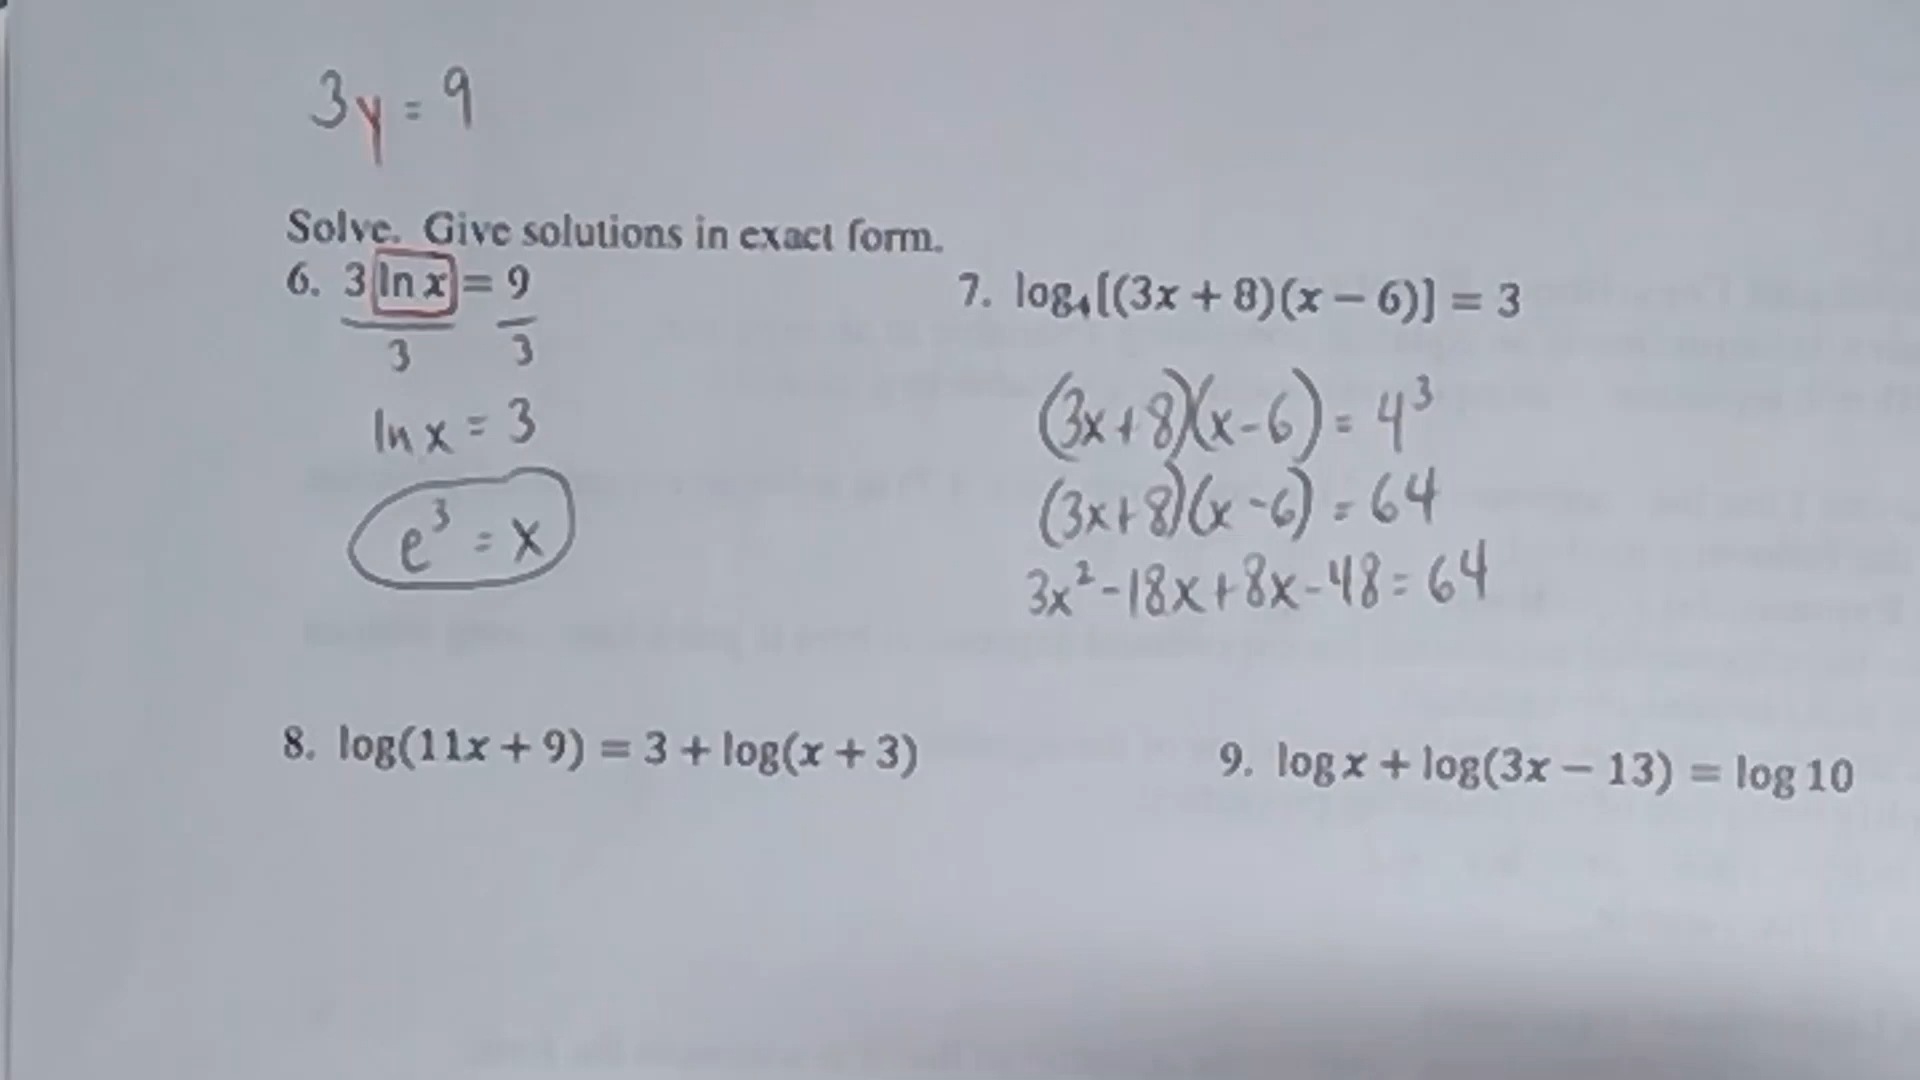 3y = 9
Solve. Give solutions in exact form.
6. 3 ln x = 9
3 3
ln x = 3
e³ = x
7. log₄[(3x + 8)(x − 6)] = 3
(3x+8)(x-6) = 4³
(3x+8)(x-6) = 64
3x²-18x+8x-48 = 64
8. log(11x + 9) = 3 + log(x + 3)
9. log x + log(3x − 13) = log 10